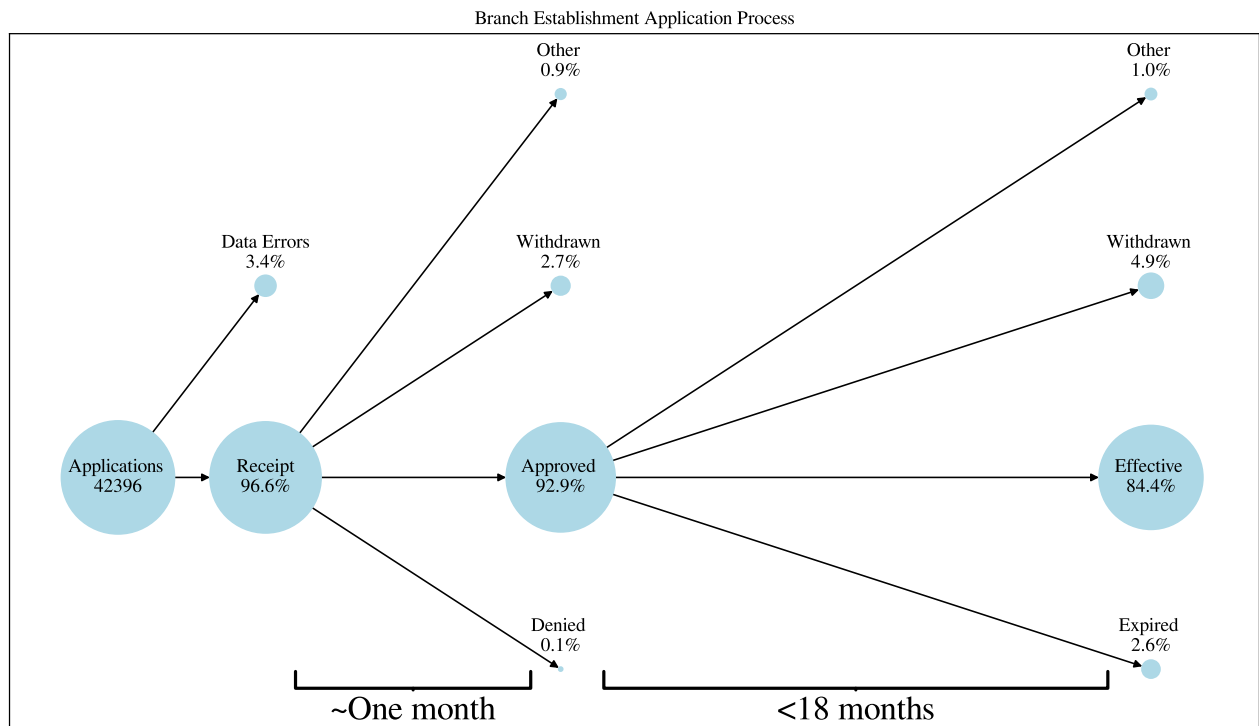 Branch Establishment Application Process
Other
0.9%
Other
1.0%
Data Errors
3.4%
Withdrawn
2.7%
Withdrawn
4.9%
Applications
42396
Receipt
96.6%
Approved
92.9%
Effective
84.4%
Denied
0.1%
Expired
2.6%
~One month
<18 months